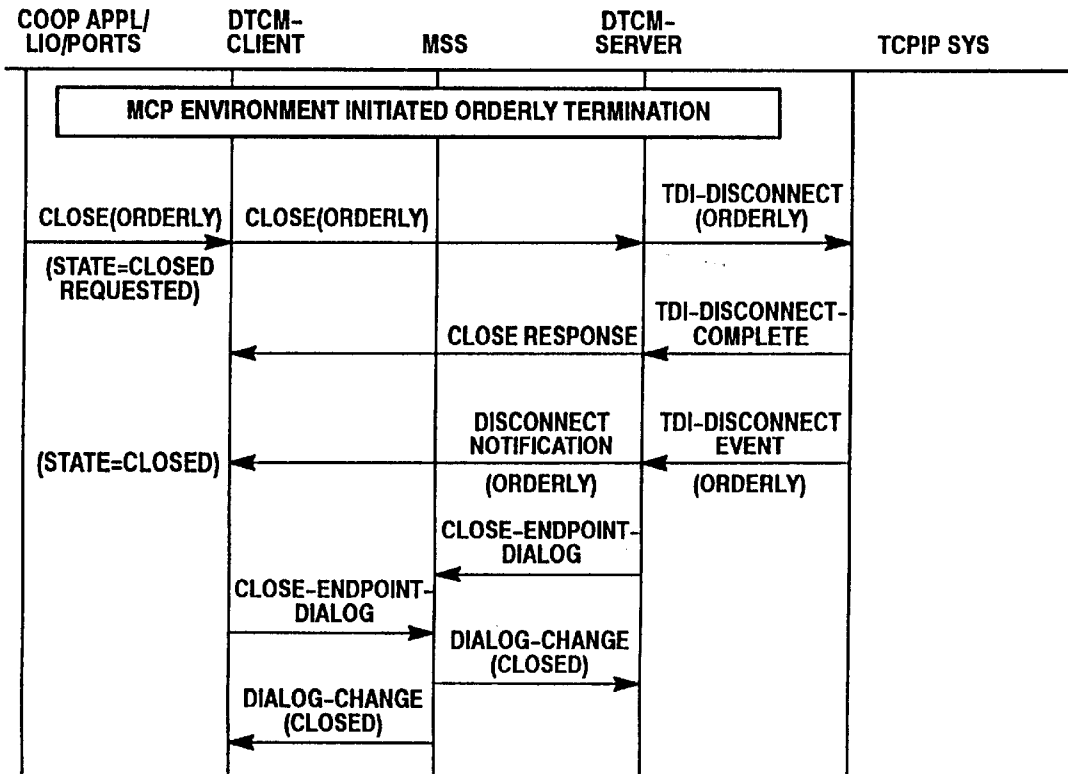 COOP APPL/
LIO/PORTS
DTCM-
CLIENT
MSS
DTCM-
SERVER
TCPIP SYS
MCP ENVIRONMENT INITIATED ORDERLY TERMINATION
CLOSE(ORDERLY)
CLOSE(ORDERLY)
TDI-DISCONNECT
(ORDERLY)
(STATE=CLOSED
REQUESTED)
CLOSE RESPONSE
TDI-DISCONNECT-
COMPLETE
(STATE=CLOSED)
DISCONNECT
NOTIFICATION
(ORDERLY)
TDI-DISCONNECT
EVENT
(ORDERLY)
CLOSE-ENDPOINT-
DIALOG
CLOSE-ENDPOINT-
DIALOG
DIALOG-CHANGE
(CLOSED)
DIALOG-CHANGE
(CLOSED)